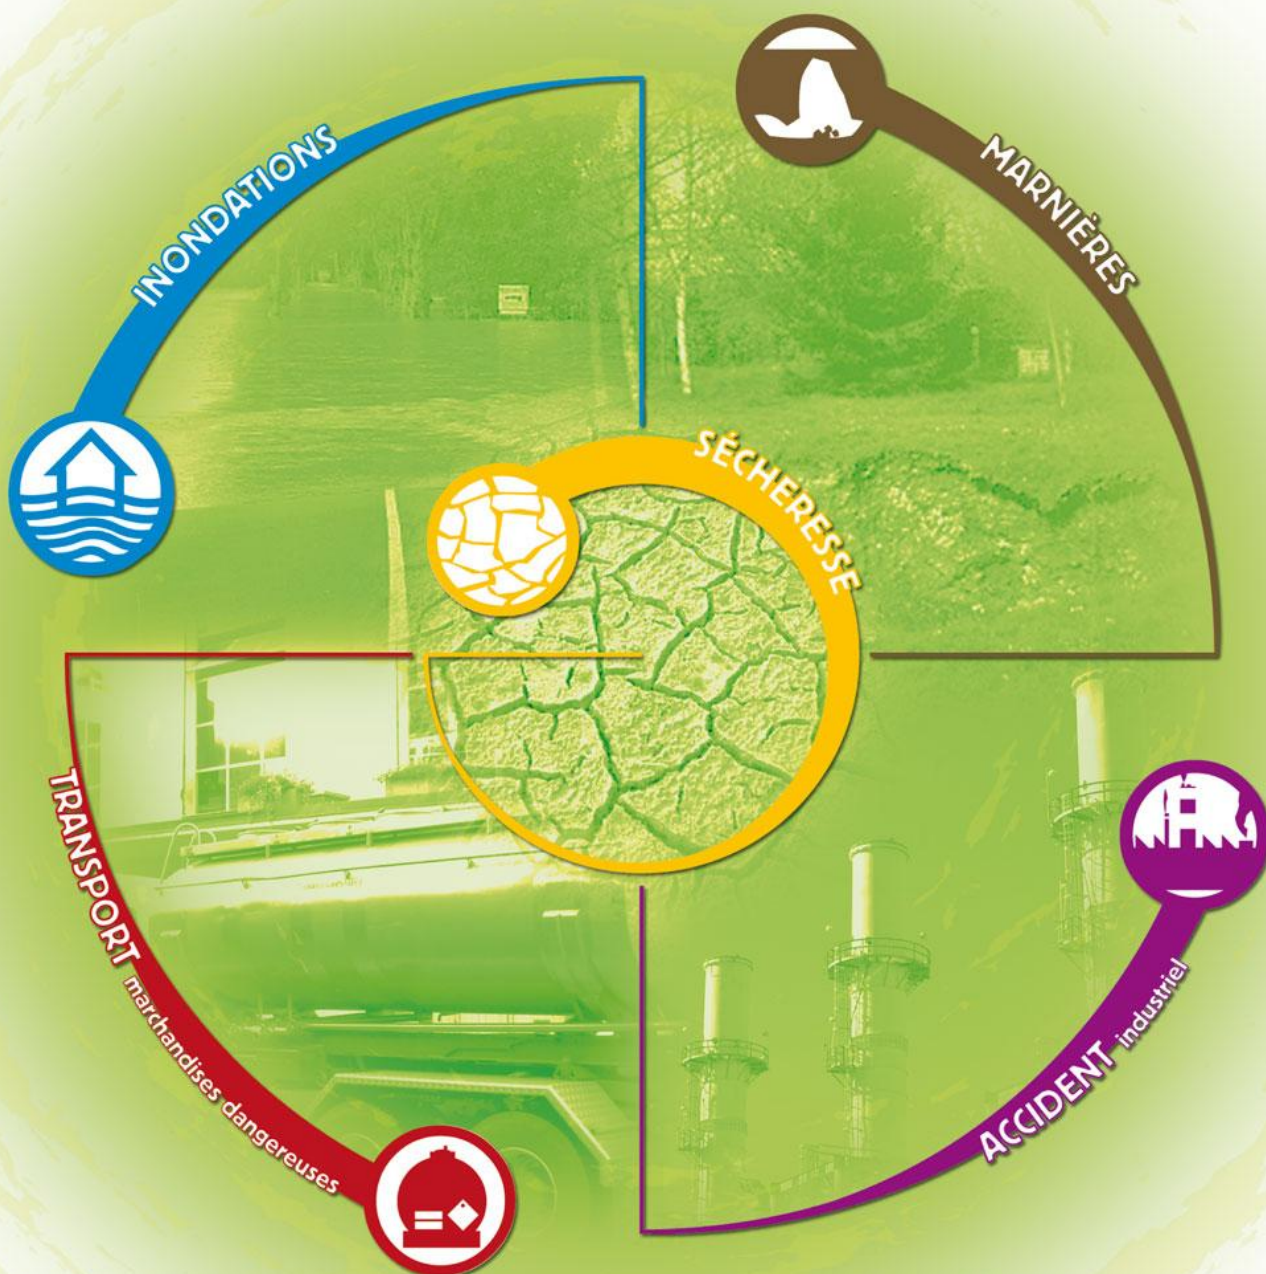 INONDATIONS
MARNIÈRES
SÉCHERESSE
TRANSPORT marchandises dangereuses
ACCIDENT industriel